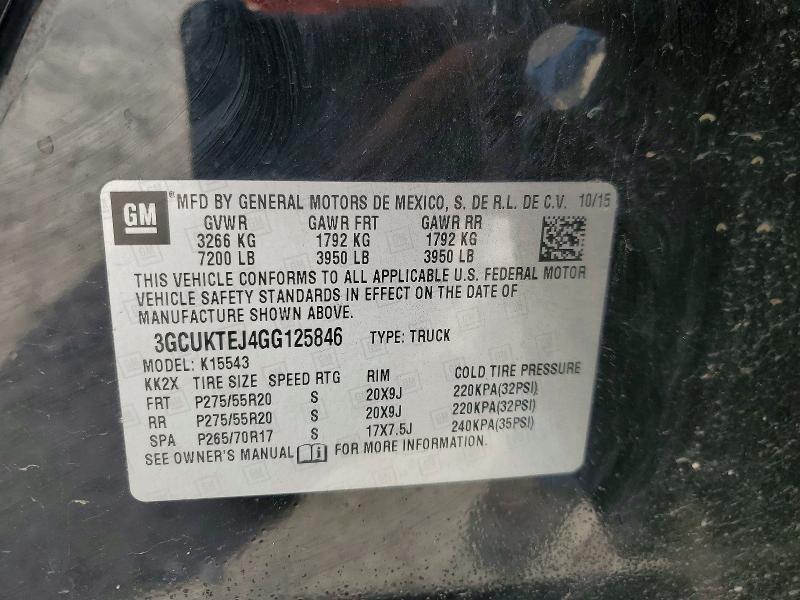 GM ® MFD BY GENERAL MOTORS DE MEXICO, S. DE R.L. DE C.V. 10/15
GVWR GAWR FRT GAWR RR
3266 KG 1792 KG 1792 KG
7200 LB 3950 LB 3950 LB
THIS VEHICLE CONFORMS TO ALL APPLICABLE U.S. FEDERAL MOTOR
VEHICLE SAFETY STANDARDS IN EFFECT ON THE DATE OF
MANUFACTURE SHOWN ABOVE.
3GCUKTEJ4GG125846 TYPE: TRUCK
MODEL: K15543
KK2X TIRE SIZE SPEED RTG RIM COLD TIRE PRESSURE
FRT P275/55R20 S 20X9J 220KPA(32PSI)
RR P275/55R20 S 20X9J 220KPA(32PSI)
SPA P265/70R17 S 17X7.5J 240KPA(35PSI)
SEE OWNER'S MANUAL i FOR MORE INFORMATION.